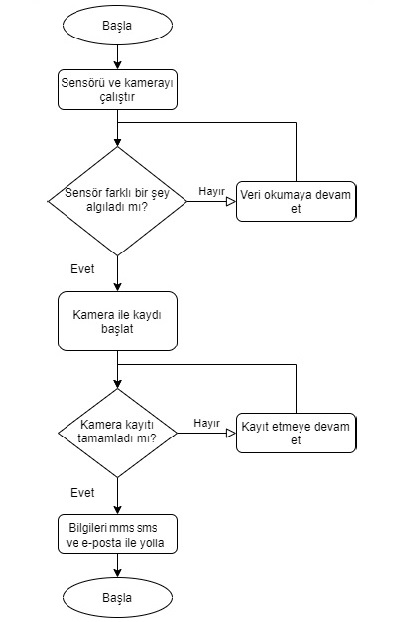 Başla
Sensörü ve kamerayı
çalıştır
Sensör farklı bir şey
algıladı mı?
Hayır
Veri okumaya devam
et
Evet
Kamera ile kaydı
başlat
Kamera kayıtı
tamamladı mı?
Hayır
Kayıt etmeye devam
et
Evet
Bilgileri mms sms
ve e-posta ile yolla
Başla